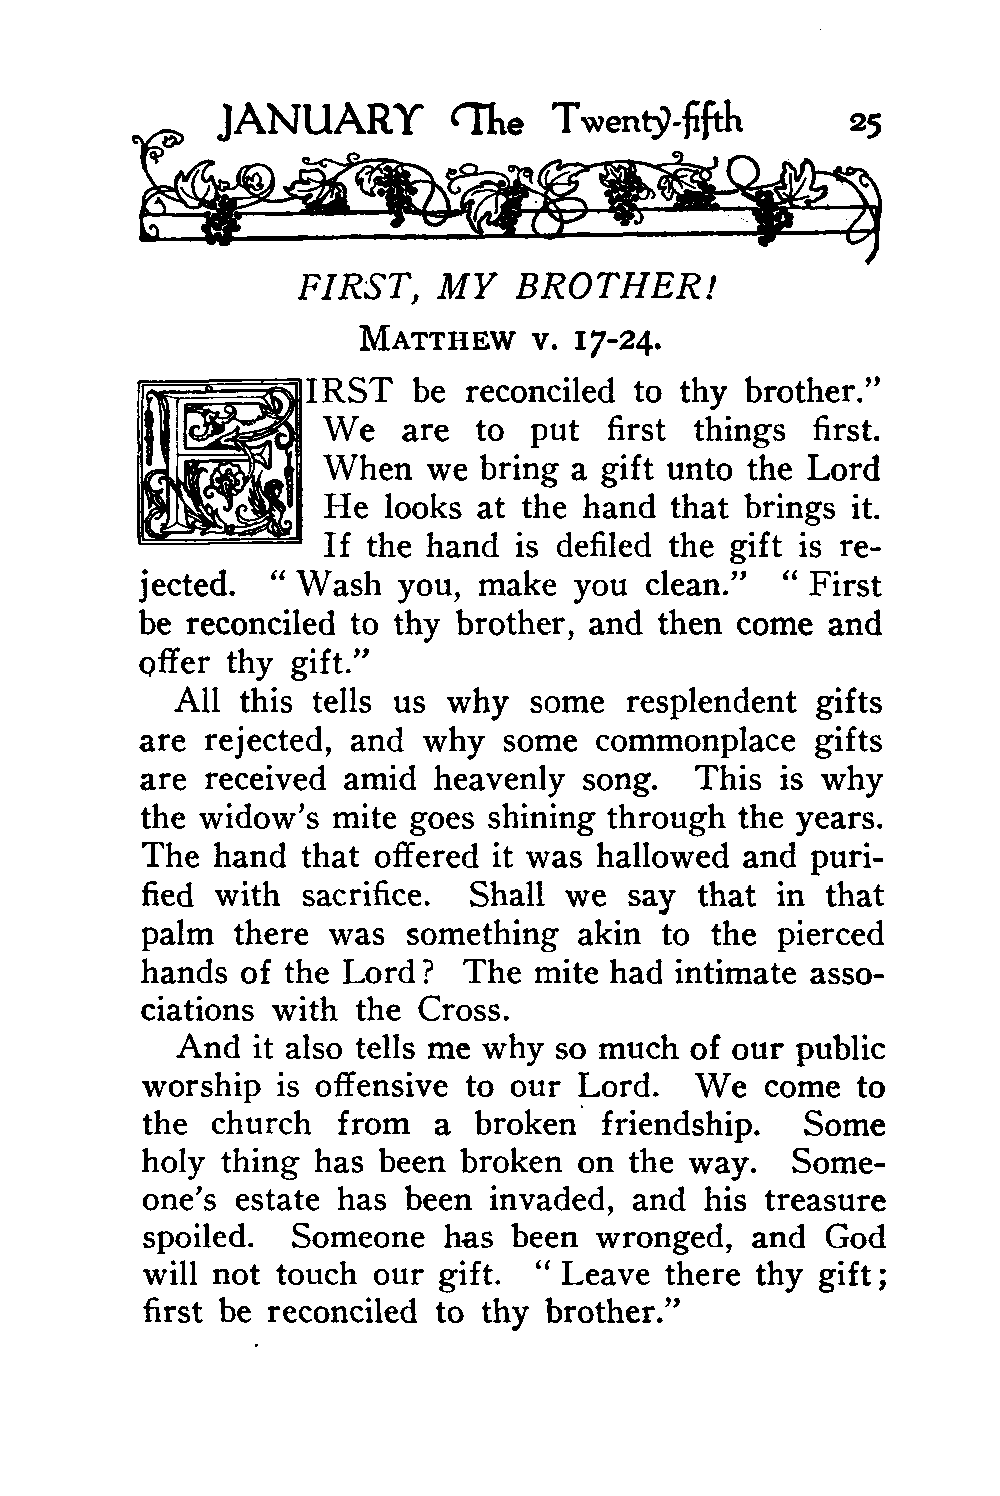 JANUARY The Twenty-fifth 25
FIRST, MY BROTHER!
MATTHEW v. 17-24.
FIRST be reconciled to thy brother.”
We are to put first things first.
When we bring a gift unto the Lord
He looks at the hand that brings it.
If the hand is defiled the gift is re-
jected. “ Wash you, make you clean.” “ First
be reconciled to thy brother, and then come and
offer thy gift.”
All this tells us why some resplendent gifts
are rejected, and why some commonplace gifts
are received amid heavenly song. This is why
the widow’s mite goes shining through the years.
The hand that offered it was hallowed and puri-
fied with sacrifice. Shall we say that in that
palm there was something akin to the pierced
hands of the Lord? The mite had intimate asso-
ciations with the Cross.
And it also tells me why so much of our public
worship is offensive to our Lord. We come to
the church from a broken friendship. Some
holy thing has been broken on the way. Some-
one’s estate has been invaded, and his treasure
spoiled. Someone has been wronged, and God
will not touch our gift. “ Leave there thy gift;
first be reconciled to thy brother.”